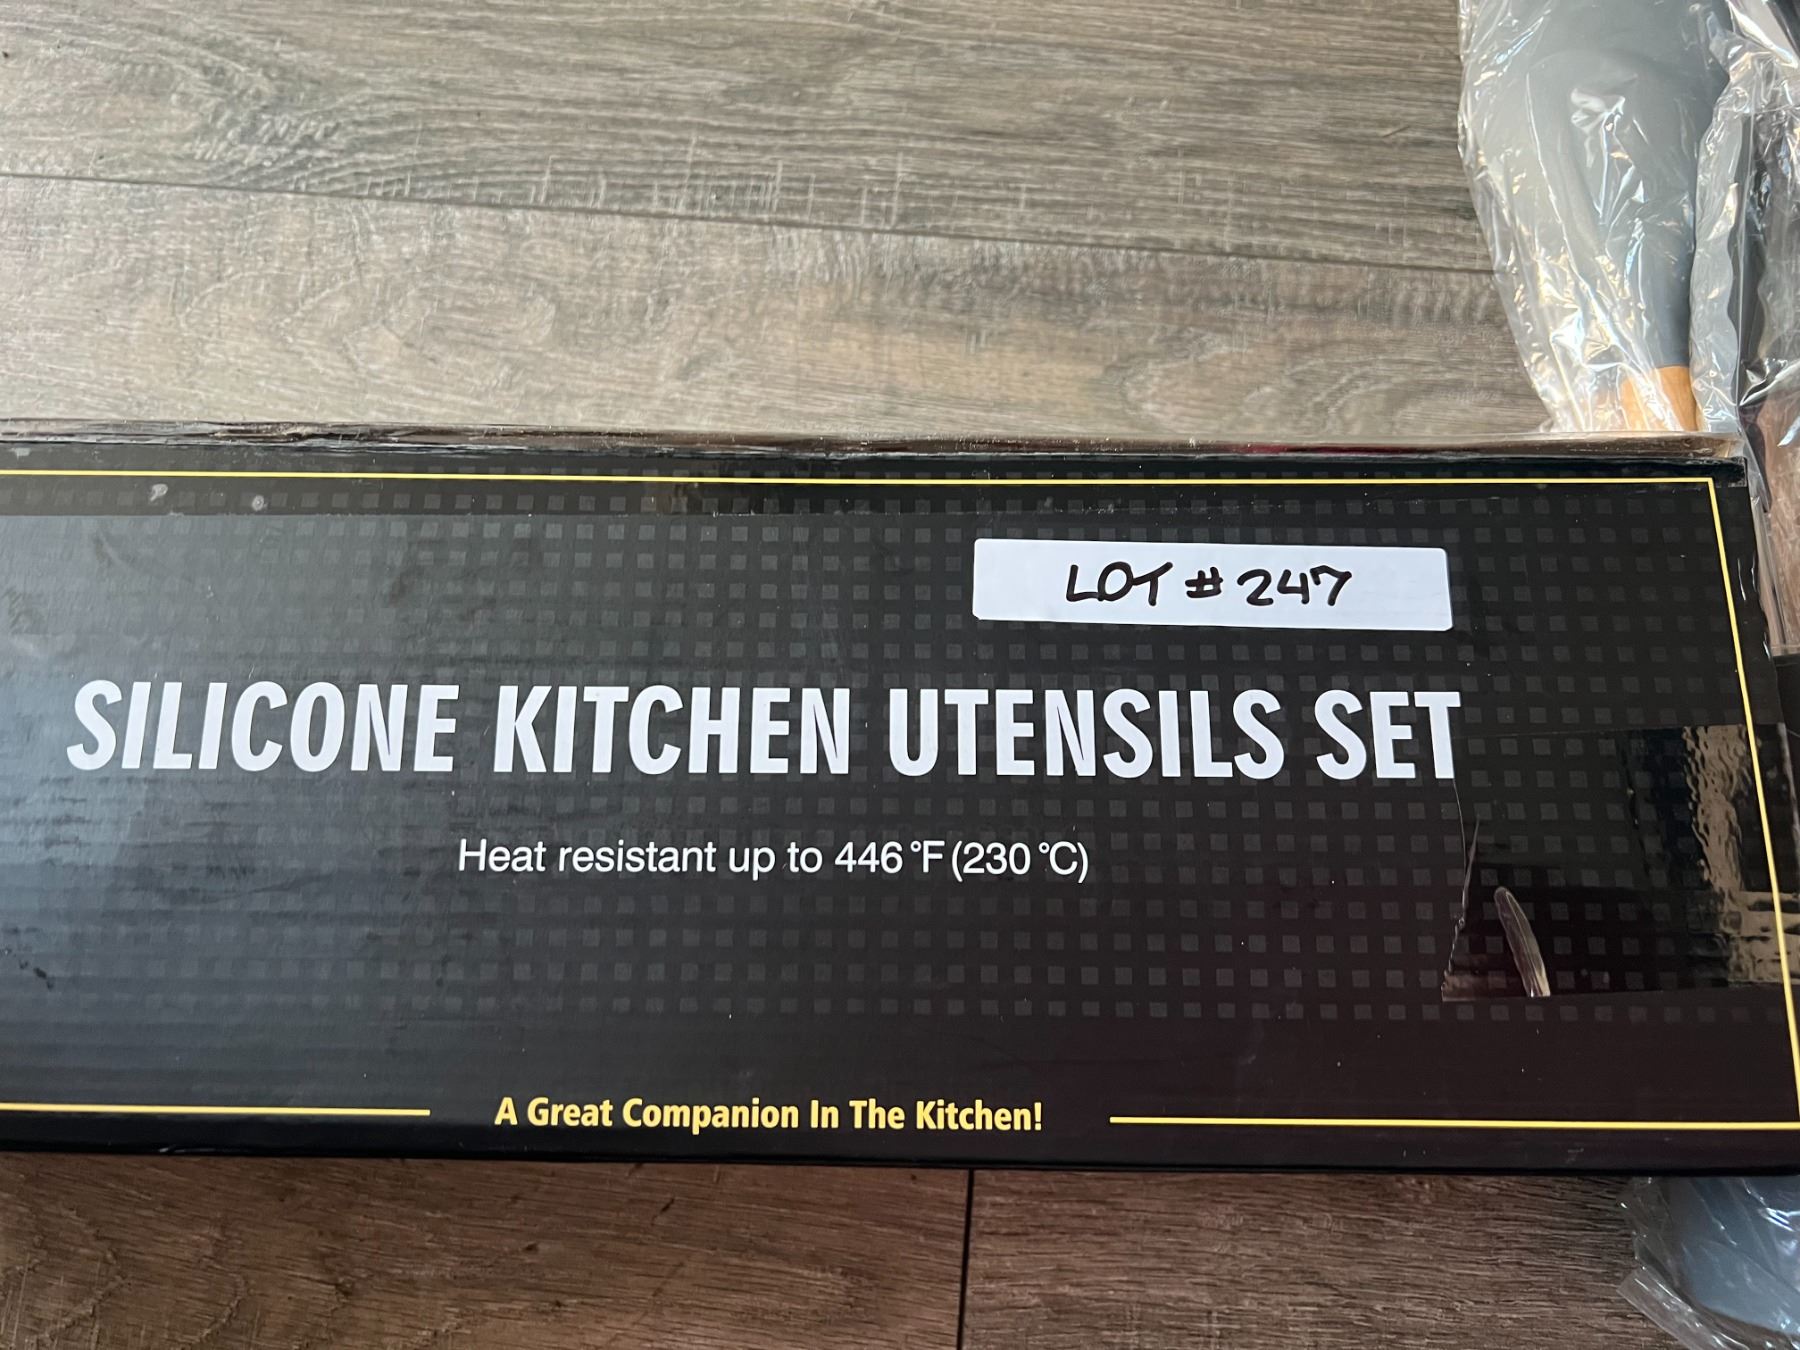 LOT # 247
SILICONE KITCHEN UTENSILS SET
Heat resistant up to 446°F(230°C)
A Great Companion In The Kitchen!